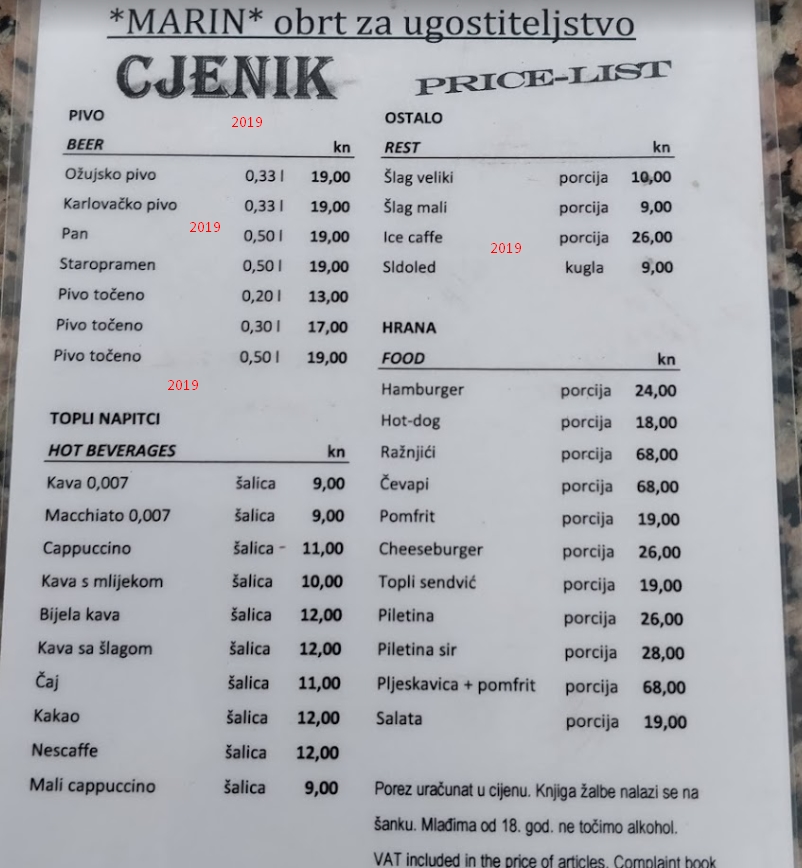 *MARIN* obrt za ugostiteljstvo
CJENIK
PRICE-LIST
PIVO
2019
BEER kn
Ožujsko pivo 0,33 l 19,00
Karlovačko pivo 0,33 l 19,00
2019
Pan 0,50 l 19,00
Staropramen 0,50 l 19,00
Pivo točeno 0,20 l 13,00
Pivo točeno 0,30 l 17,00
Pivo točeno 0,50 l 19,00
2019
TOPLI NAPITCI
HOT BEVERAGES kn
Kava 0,007 šalica 9,00
Macchiato 0,007 šalica 9,00
Cappuccino šalica - 11,00
Kava s mlijekom šalica 10,00
Bijela kava šalica 12,00
Kava sa šlagom šalica 12,00
Čaj šalica 11,00
Kakao šalica 12,00
Nescaffe šalica 12,00
Mali cappuccino šalica 9,00
OSTALO
REST kn
Šlag veliki porcija 10,00
Šlag mali porcija 9,00
Ice caffe porcija 26,00
2019
Sldoled kugla 9,00
HRANA
FOOD kn
Hamburger porcija 24,00
Hot-dog porcija 18,00
Ražnjići porcija 68,00
Čevapi porcija 68,00
Pomfrit porcija 19,00
Cheeseburger porcija 26,00
Topli sendvić porcija 19,00
Piletina porcija 26,00
Piletina sir porcija 28,00
Pljeskavica + pomfrit porcija 68,00
Salata porcija 19,00
Porez uračunat u cijenu. Knjiga žalbe nalazi se na
šanku. Mlađima od 18. god. ne točimo alkohol.
VAT included in the price of articles. Complaint book